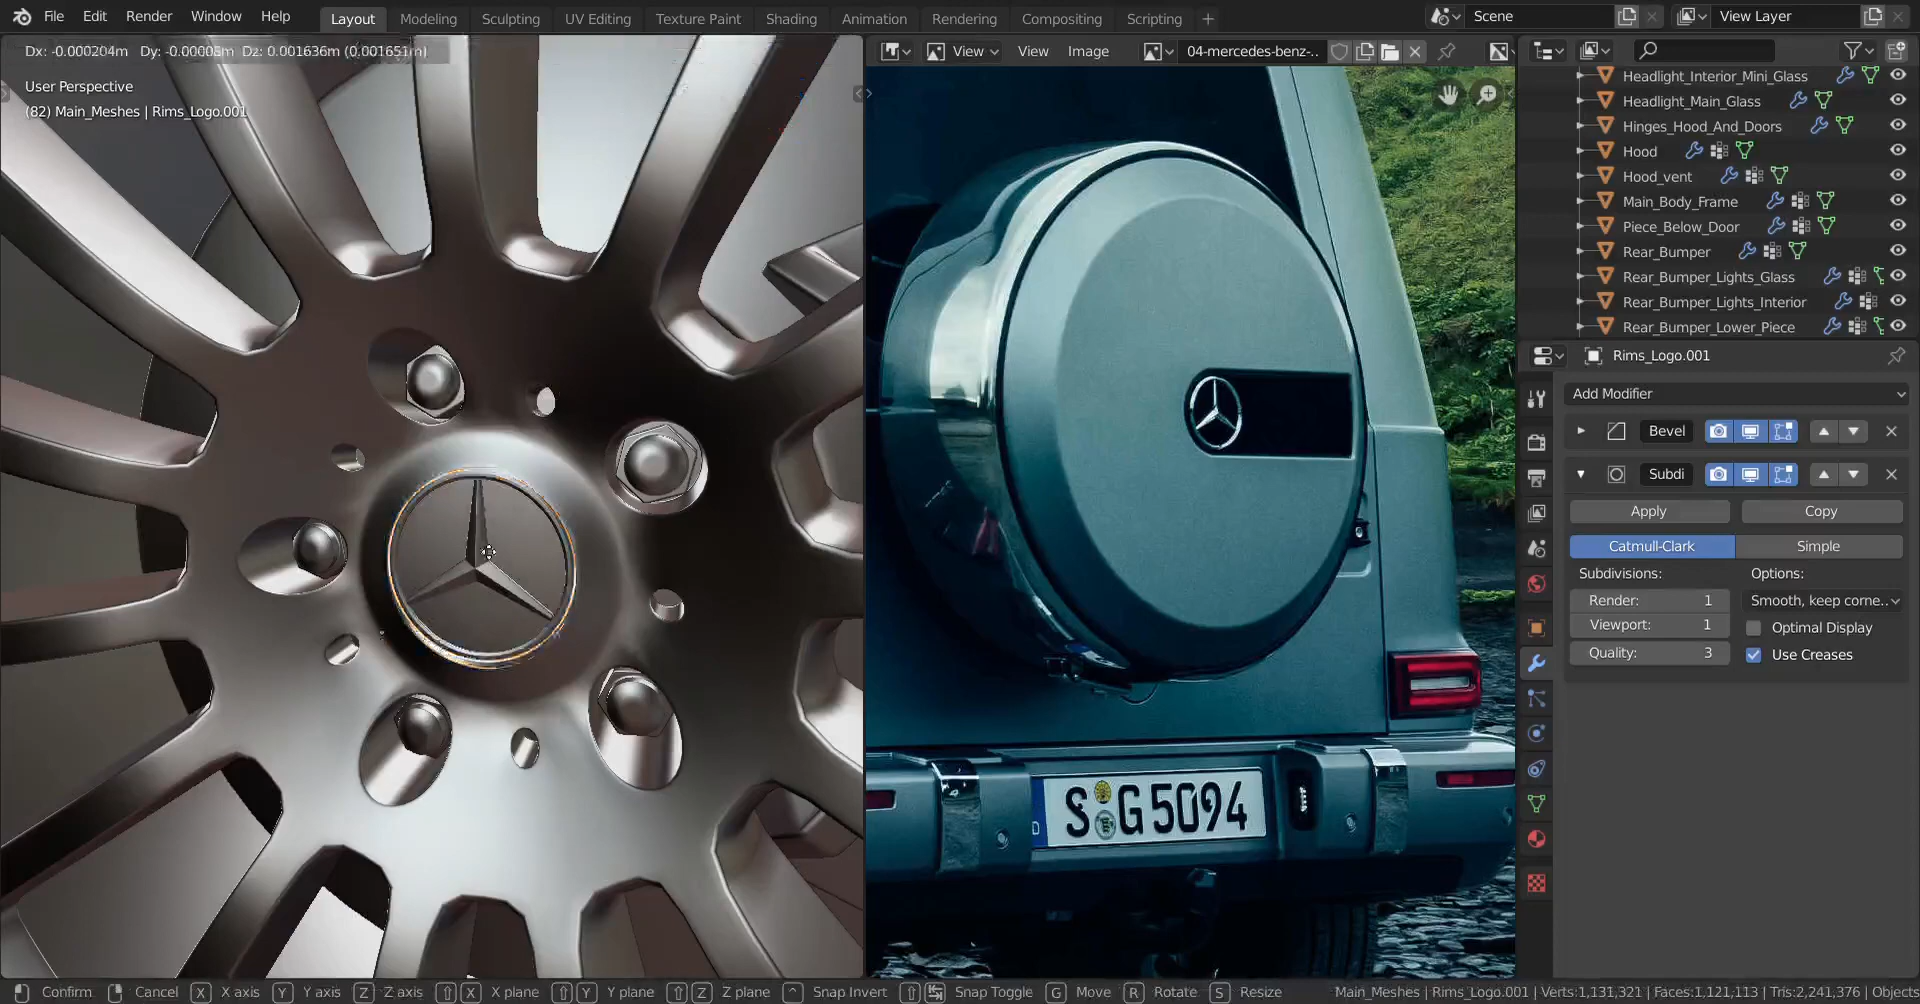 File Edit Render Window Help Layout Modeling Sculpting UV Editing Texture Paint Shading Animation Rendering Compositing Scripting + Scene View Layer
Dx: -0.000204m Dy: -0.00005m Dz: 0.001636m (0.001651m)
View View Image 04-mercedes-benz-..
User Perspective
(82) Main_Meshes | Rims_Logo.001
Headlight_Interior_Mini_Glass
Headlight_Main_Glass
Hinges_Hood_And_Doors
Hood
Hood_vent
Main_Body_Frame
Piece_Below_Door
Rear_Bumper
Rear_Bumper_Lights_Glass
Rear_Bumper_Lights_Interior
Rear_Bumper_Lower_Piece
Rims_Logo.001
Add Modifier
Bevel
Subdi
Apply Copy
Catmull-Clark Simple
Subdivisions: Options:
Render: 1 Smooth, keep corne..
Viewport: 1 Optimal Display
Quality: 3 Use Creases
D S G 5094
Confirm Cancel X X axis Y Y axis Z Z axis X X plane Y Y plane Z Z plane ^ Snap Invert Snap Toggle G Move R Rotate S Resize Main_Meshes | Rims_Logo.001 | Verts:1,131,321 | Faces:1,121,113 | Tris:2,241,376 | Objects